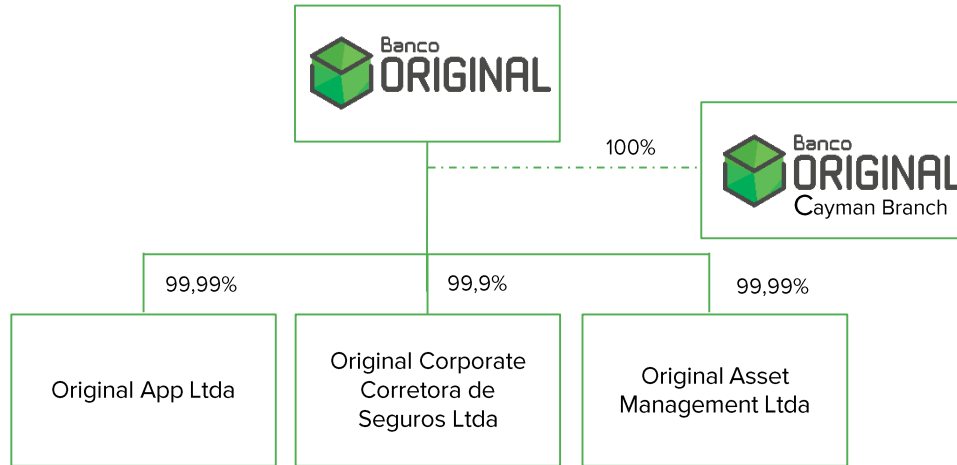 Banco
ORIGINAL
100%
Banco
ORIGINAL
Cayman Branch
99,99%
99,9%
99,99%
Original App Ltda
Original Corporate
Corretora de
Seguros Ltda
Original Asset
Management Ltda